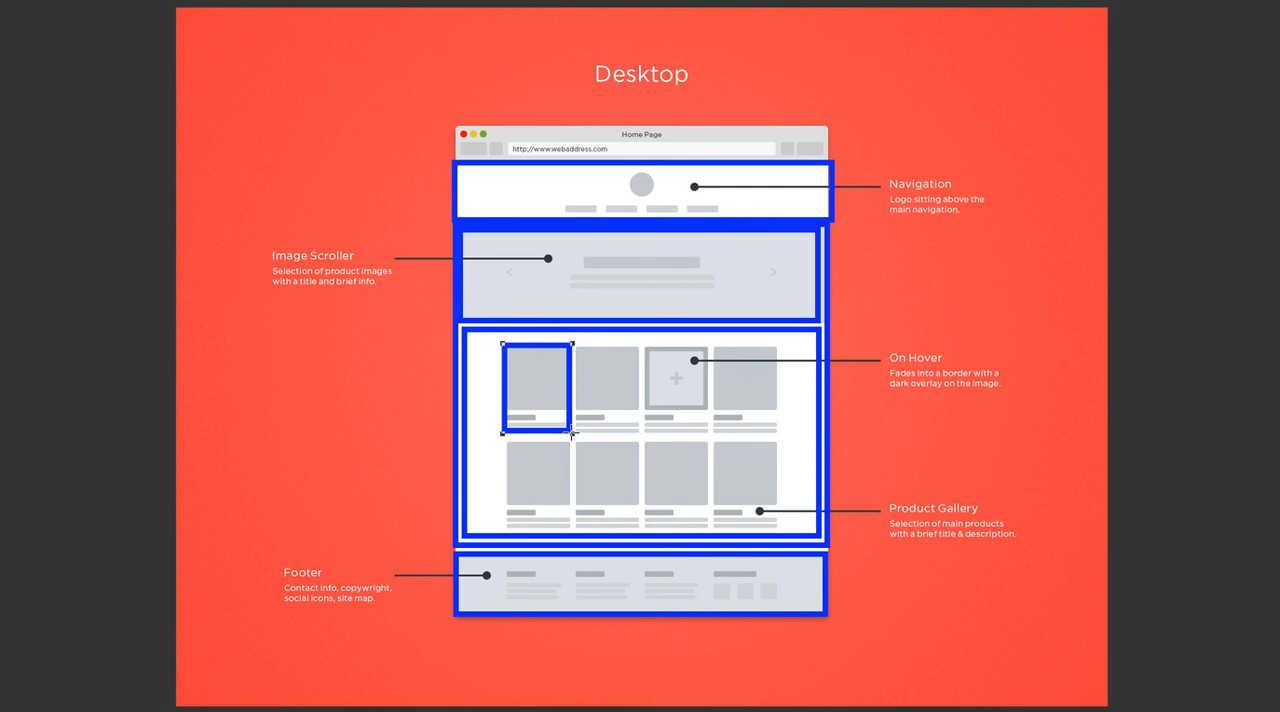 Desktop
Home Page
http://www.webaddress.com
Navigation
Logo sitting above the
main navigation.
Image Scroller
Selection of product images
with a title and brief info.
On Hover
Fades into a border with a
dark overlay on the image.
Product Gallery
Selection of main products
with a brief title & description.
Footer
Contact info, copywright,
social icons, site map.